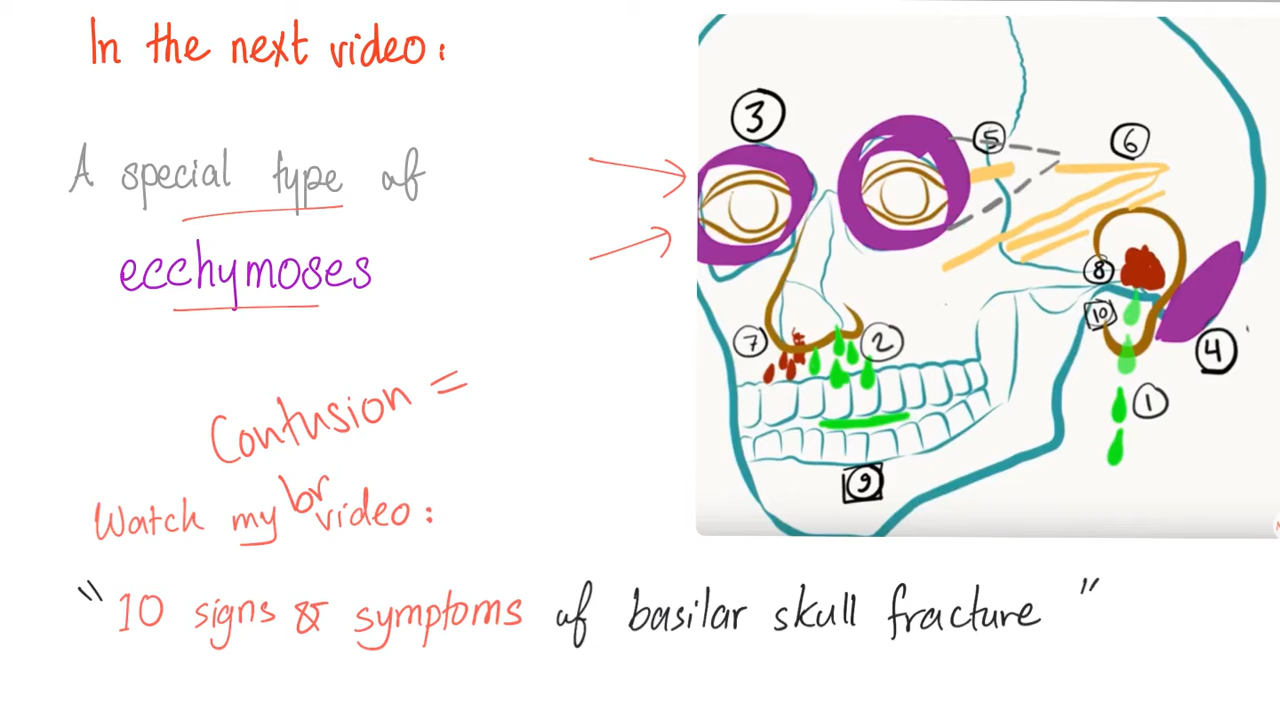 In the next video:
A special type of
ecchymoses
Contusion =
br
Watch my video:
"10 signs & symptoms of basilar skull fracture"
3
5
6
8
10
7
2
4
1
9